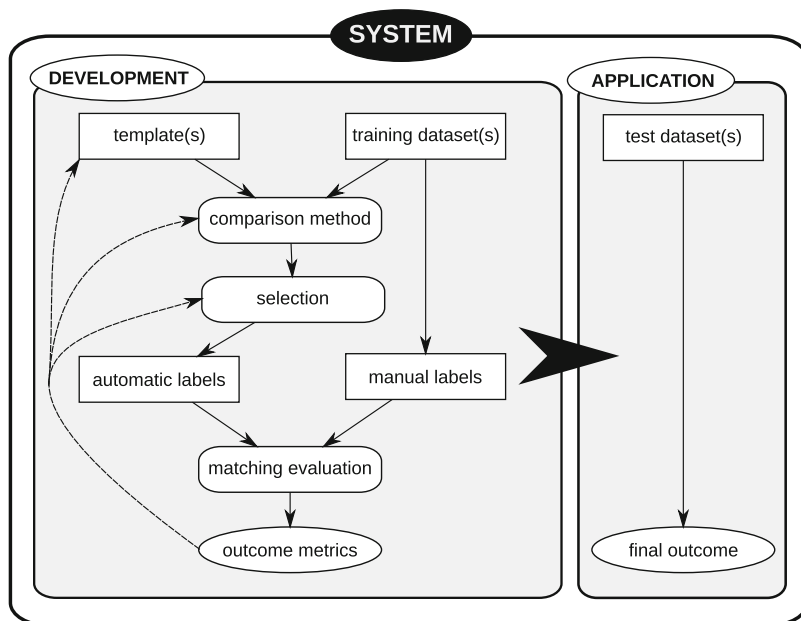 SYSTEM
DEVELOPMENT
APPLICATION
template(s)
training dataset(s)
test dataset(s)
comparison method
selection
automatic labels
manual labels
matching evaluation
outcome metrics
final outcome